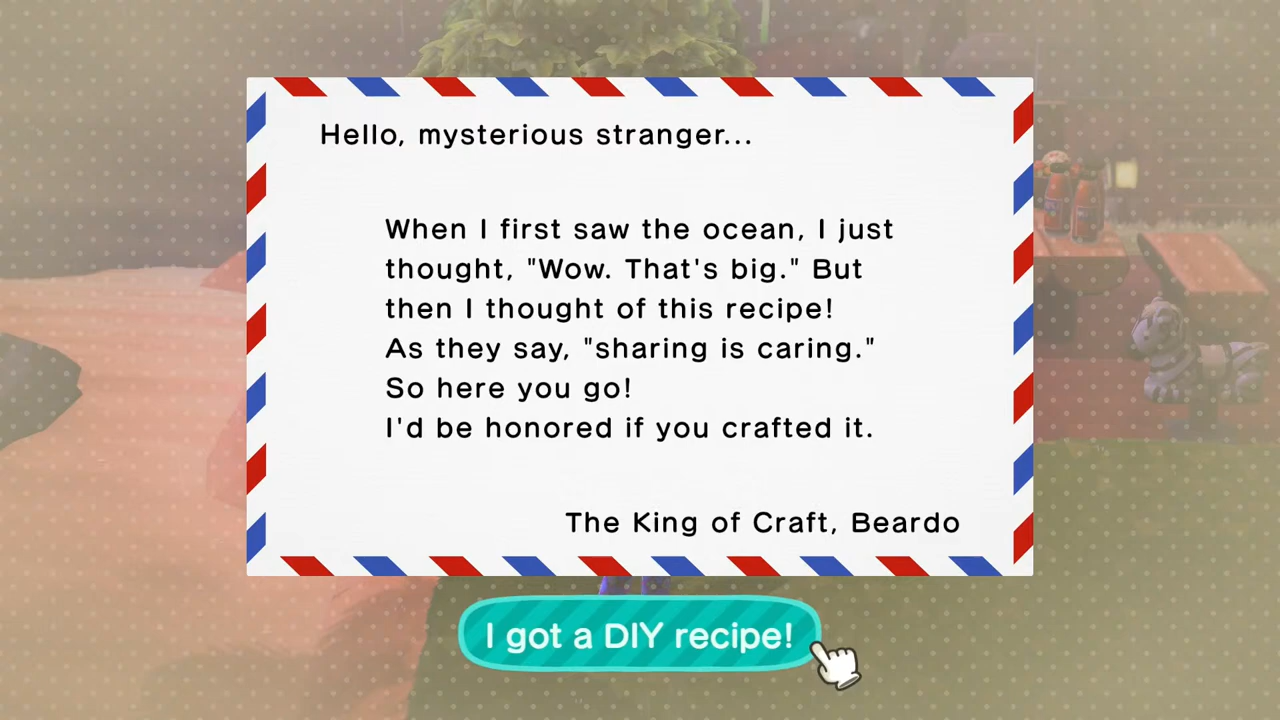 Hello, mysterious stranger...
When I first saw the ocean, I just
thought, "Wow. That's big." But
then I thought of this recipe!
As they say, "sharing is caring."
So here you go!
I'd be honored if you crafted it.
The King of Craft, Beardo
I got a DIY recipe!